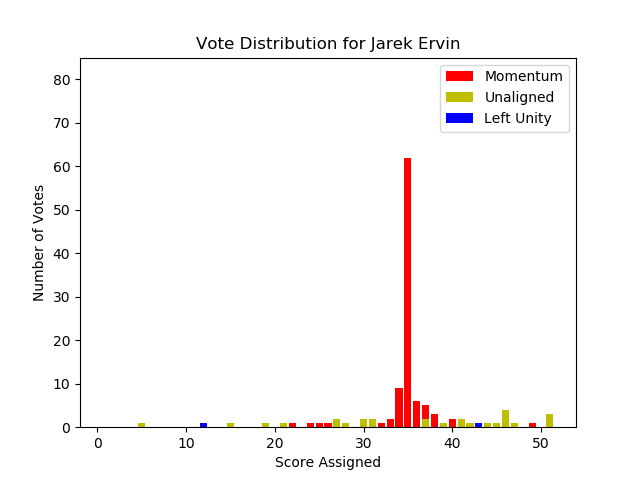 Vote Distribution for Jarek Ervin
Momentum
Unaligned
Left Unity
Number of Votes
80
70
60
50
40
30
20
10
0
0 10 20 30 40 50
Score Assigned